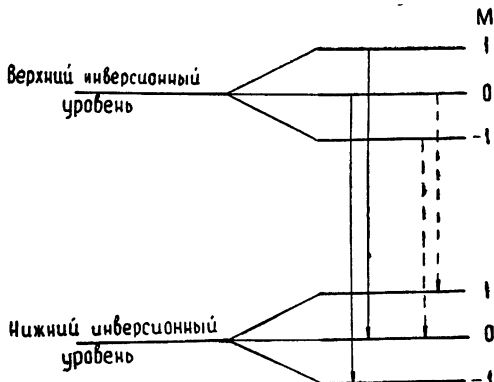 M
1
Верхний инверсионный
уровень
0
-1
1
Нижний инверсионный
уровень
0
-1